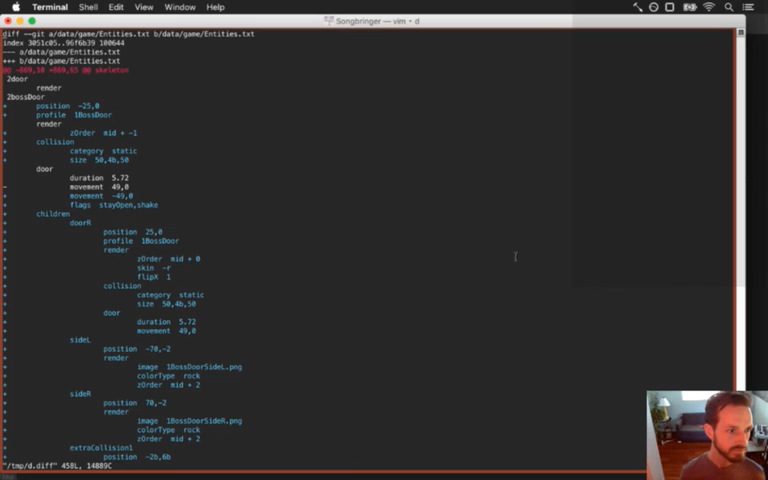 Terminal Shell Edit View Window Help
Songbringer — vim • d
diff --git a/data/game/Entities.txt b/data/game/Entities.txt
index 3051c05..96f6b39 100644
--- a/data/game/Entities.txt
+++ b/data/game/Entities.txt
@@ -869,18 +869,85 @@ skeleton
2door
render
2bossDoor
+ position -25,0
+ profile 1BossDoor
render
+ zOrder mid + -1
+ collision
+ category static
+ size 50,4b,50
door
duration 5.72
- movement 49,0
+ movement -49,0
+ flags stayOpen,shake
+ children
+ doorR
+ position 25,0
+ profile 1BossDoor
+ render
+ zOrder mid + 0
+ skin -r
+ flipX 1
+ collision
+ category static
+ size 50,4b,50
+ door
+ duration 5.72
+ movement 49,0
+ sideL
+ position -70,-2
+ render
+ image 1BossDoorSideL.png
+ colorType rock
+ zOrder mid + 2
+ sideR
+ position 70,-2
+ render
+ image 1BossDoorSideR.png
+ colorType rock
+ zOrder mid + 2
+ extraCollision1
+ position -2b,6b
"/tmp/d.diff" 458L, 14889C